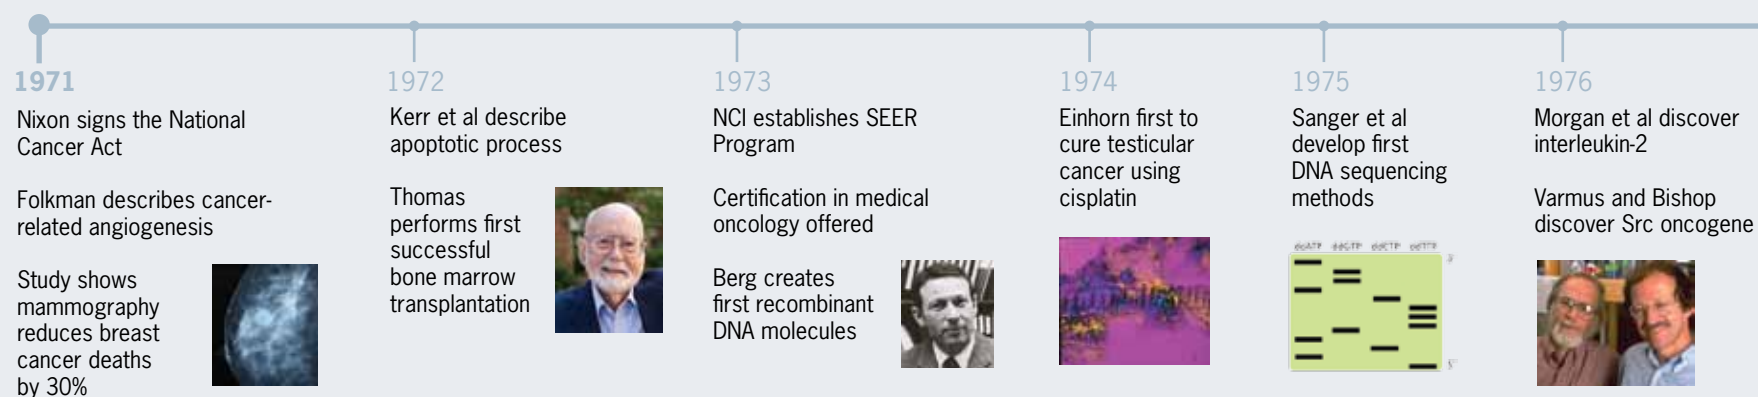 1971
Nixon signs the National
Cancer Act
Folkman describes cancer-
related angiogenesis
Study shows
mammography
reduces breast
cancer deaths
by 30%
1972
Kerr et al describe
apoptotic process
Thomas
performs first
successful
bone marrow
transplantation
1973
NCI establishes SEER
Program
Certification in medical
oncology offered
Berg creates
first recombinant
DNA molecules
1974
Einhorn first to
cure testicular
cancer using
cisplatin
1975
Sanger et al
develop first
DNA sequencing
methods
ddATP ddGTP ddCTP ddTTP
1976
Morgan et al discover
interleukin-2
Varmus and Bishop
discover Src oncogene